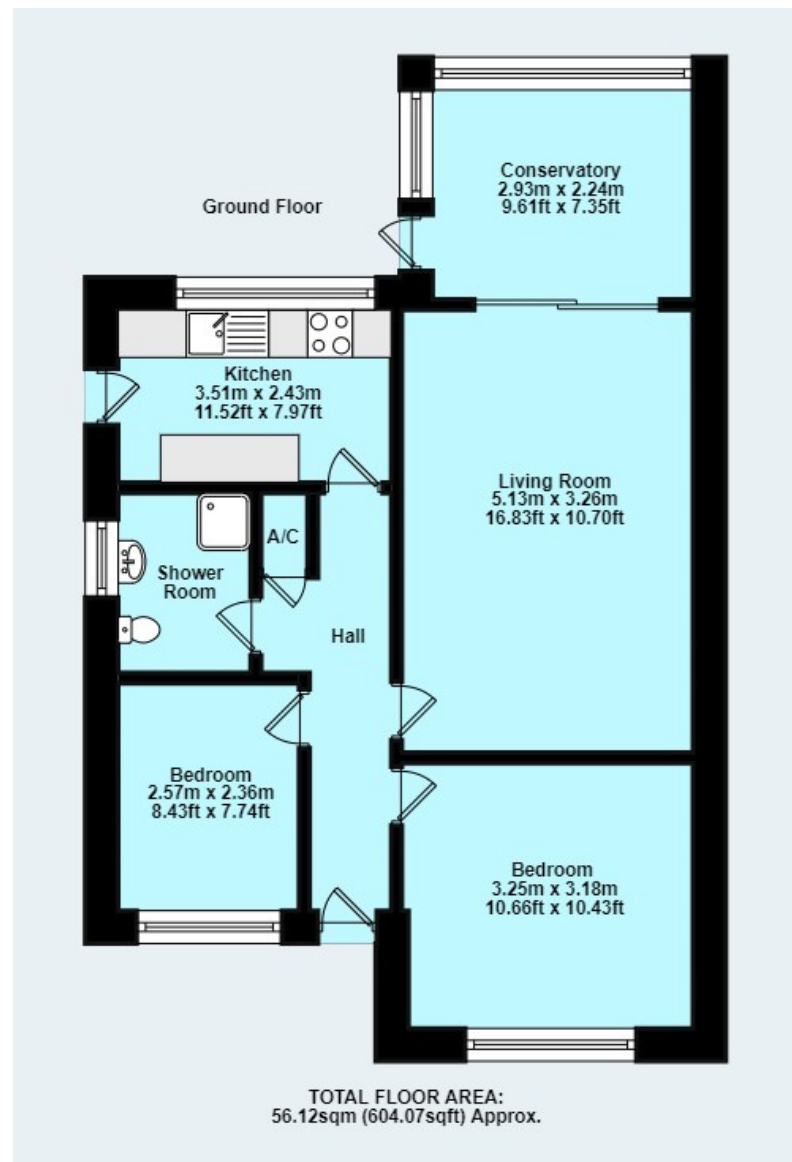 Conservatory
2.93m x 2.24m
9.61ft x 7.35ft
Ground Floor
Kitchen
3.51m x 2.43m
11.52ft x 7.97ft
Living Room
5.13m x 3.26m
16.83ft x 10.70ft
A/C
Shower
Room
Hall
Bedroom
2.57m x 2.36m
8.43ft x 7.74ft
Bedroom
3.25m x 3.18m
10.66ft x 10.43ft
TOTAL FLOOR AREA:
56.12sqm (604.07sqft) Approx.